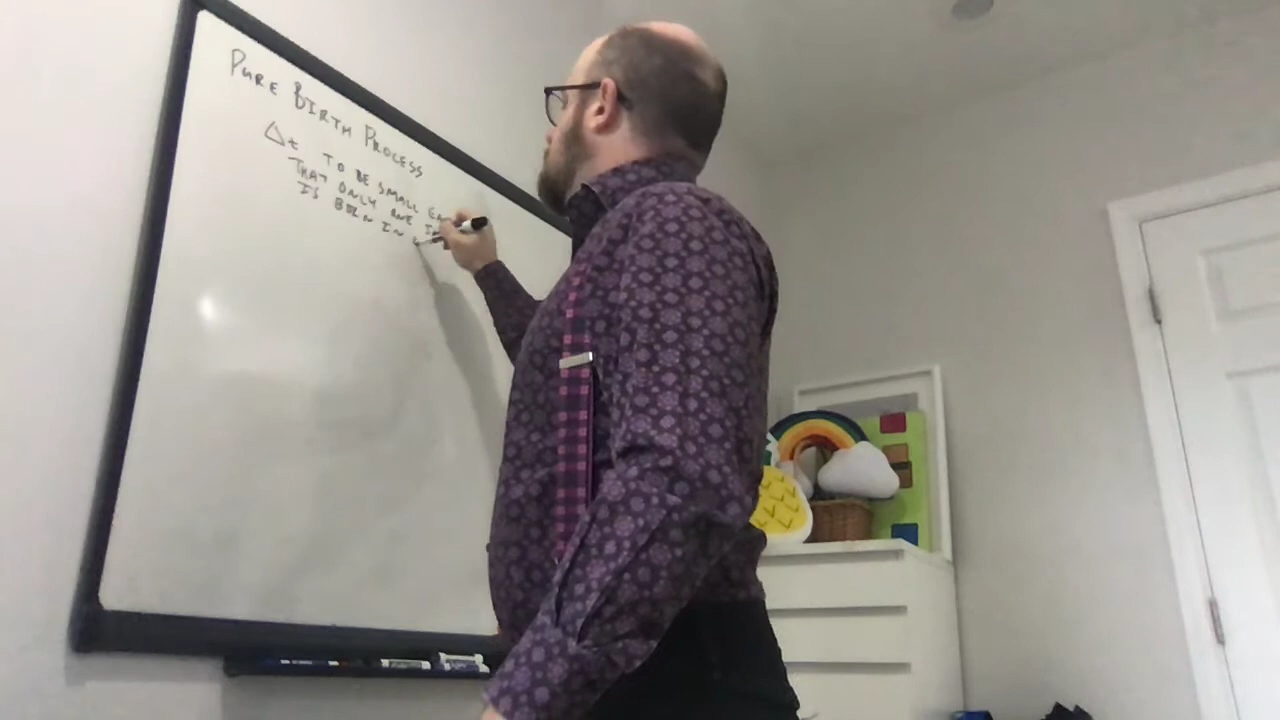 PURE BIRTH PROCESS
Δt TO BE SMALL
THAT ONLY ONE
IS BORN IN